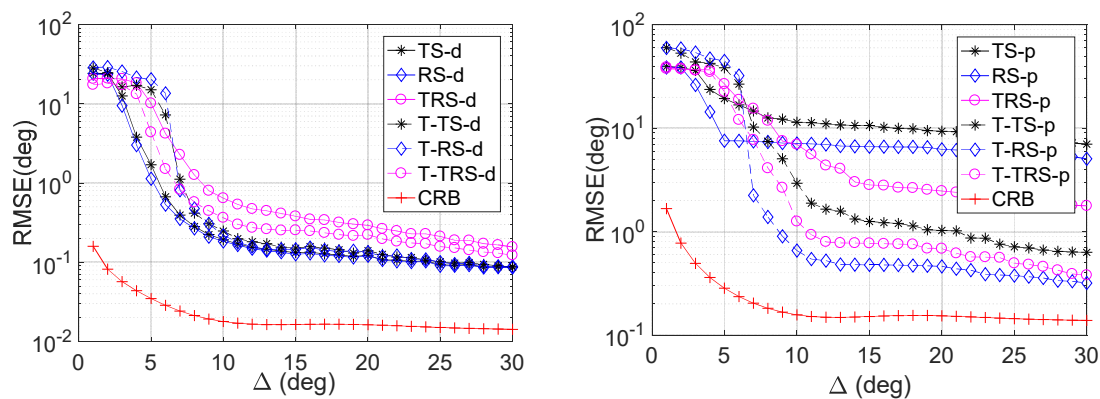 RMSE(deg)
10^2
10^1
10^0
10^-1
10^-2
0 5 10 15 20 25 30
Δ (deg)
TS-d
RS-d
TRS-d
T-TS-d
T-RS-d
T-TRS-d
CRB
RMSE(deg)
10^2
10^1
10^0
10^-1
0 5 10 15 20 25 30
Δ (deg)
TS-p
RS-p
TRS-p
T-TS-p
T-RS-p
T-TRS-p
CRB